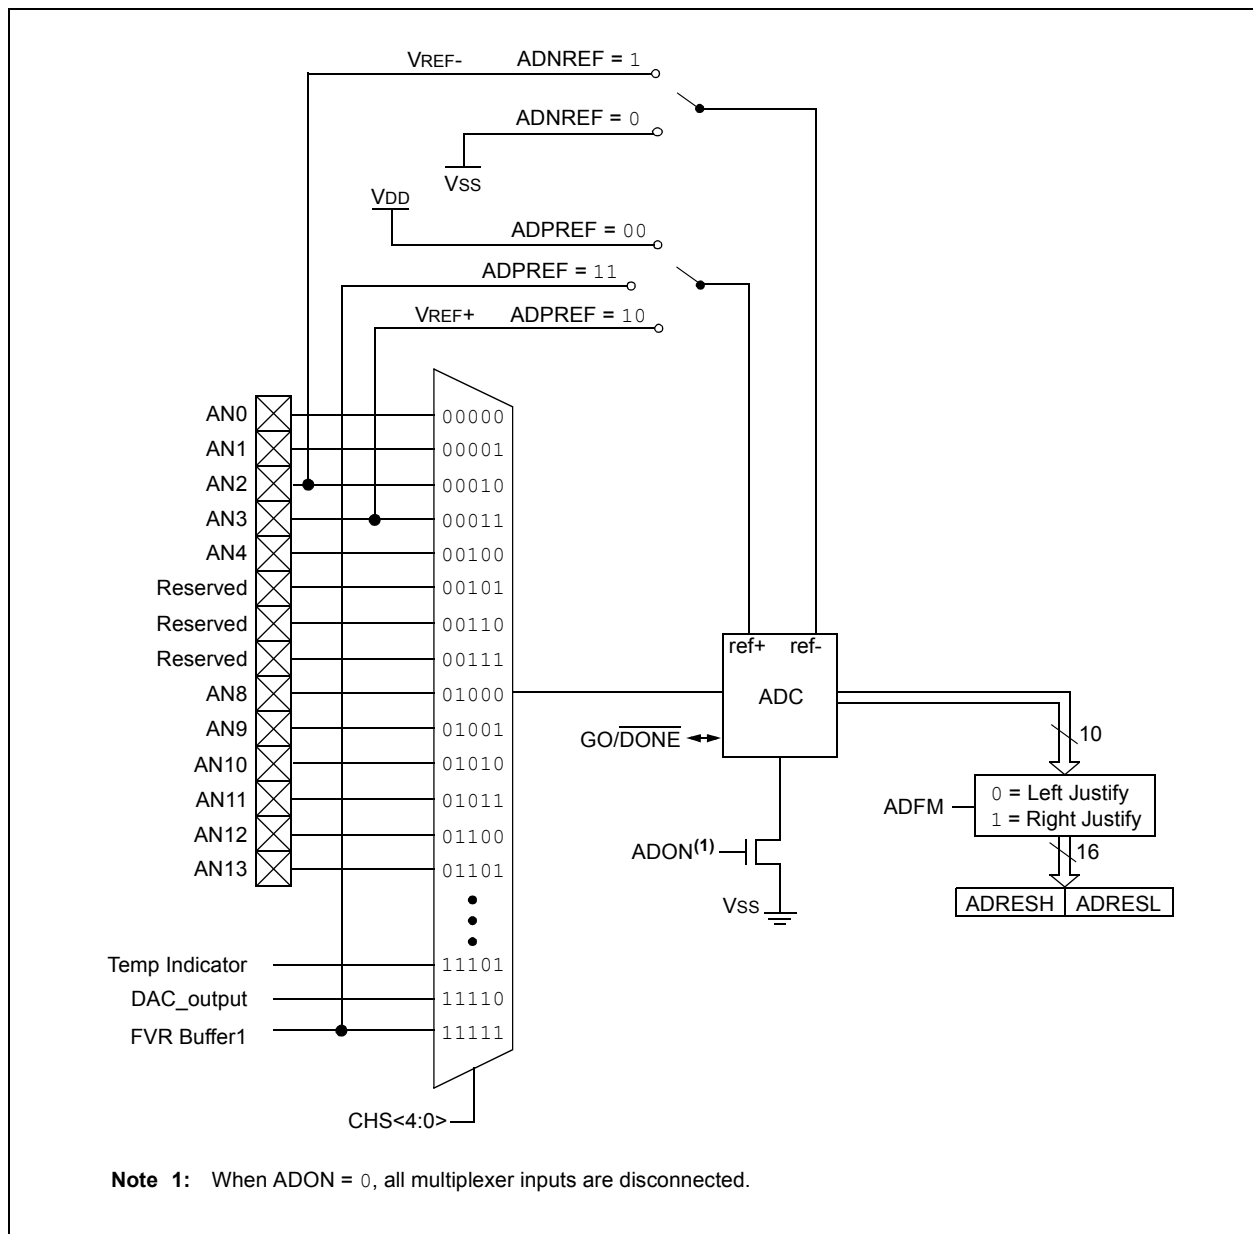 VREF- ADNREF = 1
ADNREF = 0
VSS
VDD
ADPREF = 00
ADPREF = 11
VREF+ ADPREF = 10
AN0 00000
AN1 00001
AN2 00010
AN3 00011
AN4 00100
Reserved 00101
Reserved 00110
Reserved 00111
ref+ ref-
AN8 01000
ADC
AN9 01001
GO/DONE
10
AN10 01010
AN11 01011
ADFM
0 = Left Justify
1 = Right Justify
AN12 01100
ADON(1)
16
AN13 01101
VSS
ADRESH ADRESL
Temp Indicator 11101
DAC_output 11110
FVR Buffer1 11111
CHS<4:0>
Note 1: When ADON = 0, all multiplexer inputs are disconnected.